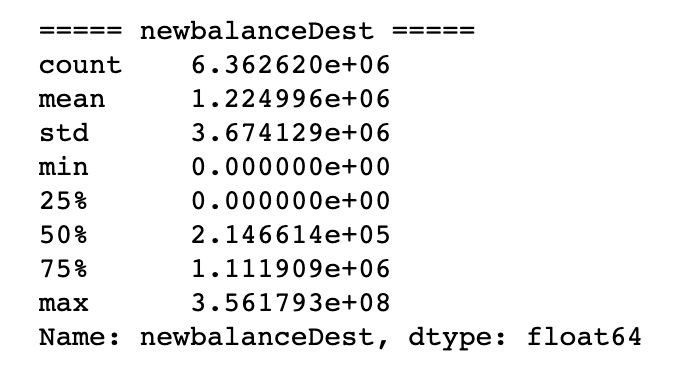 ===== newbalanceDest =====
count    6.362620e+06
mean     1.224996e+06
std      3.674129e+06
min      0.000000e+00
25%      0.000000e+00
50%      2.146614e+05
75%      1.111909e+06
max      3.561793e+08
Name: newbalanceDest, dtype: float64